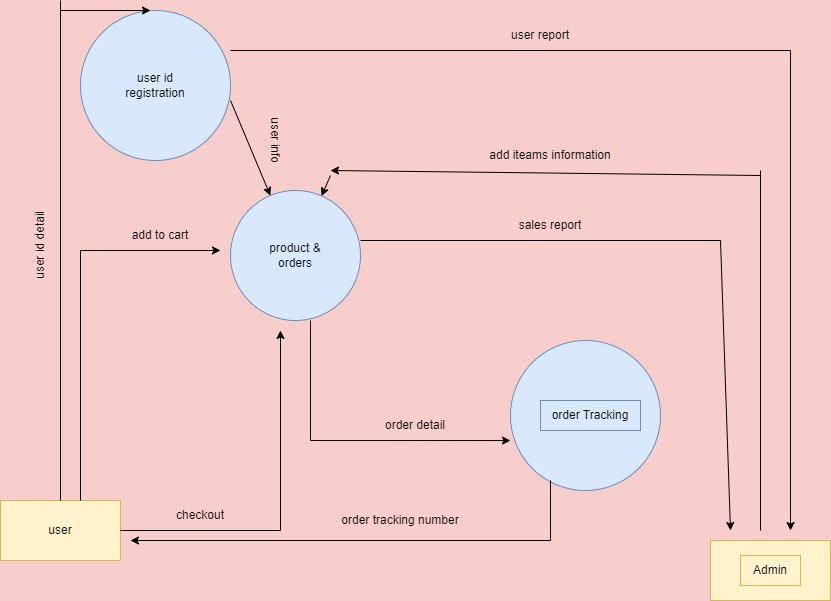 user report
user id
registration
user info
add iteams information
user id detail
add to cart
sales report
product &
orders
order Tracking
order detail
checkout
order tracking number
user
Admin